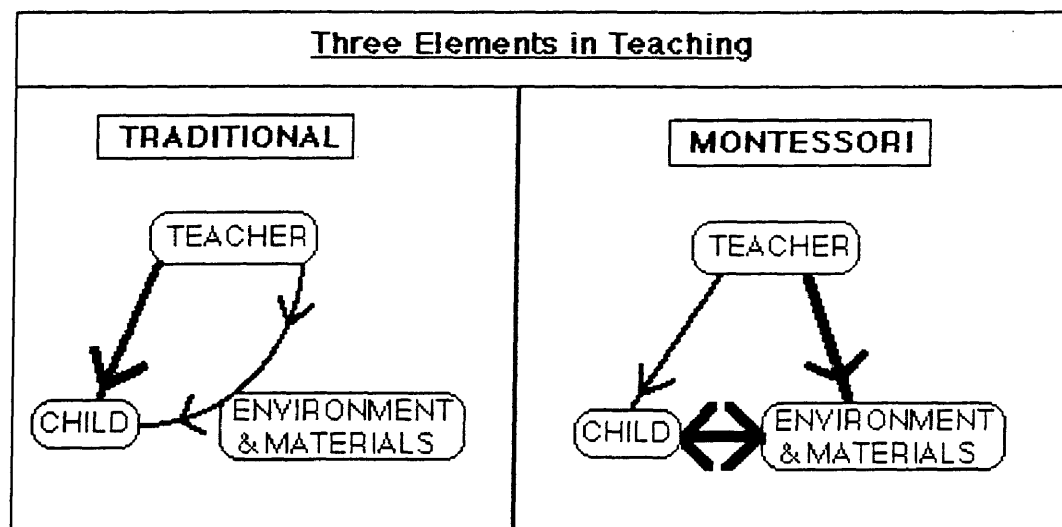 Three Elements in Teaching
TRADITIONAL
TEACHER
CHILD
ENVIRONMENT
& MATERIALS
MONTESSORI
TEACHER
CHILD
ENVIRONMENT
& MATERIALS